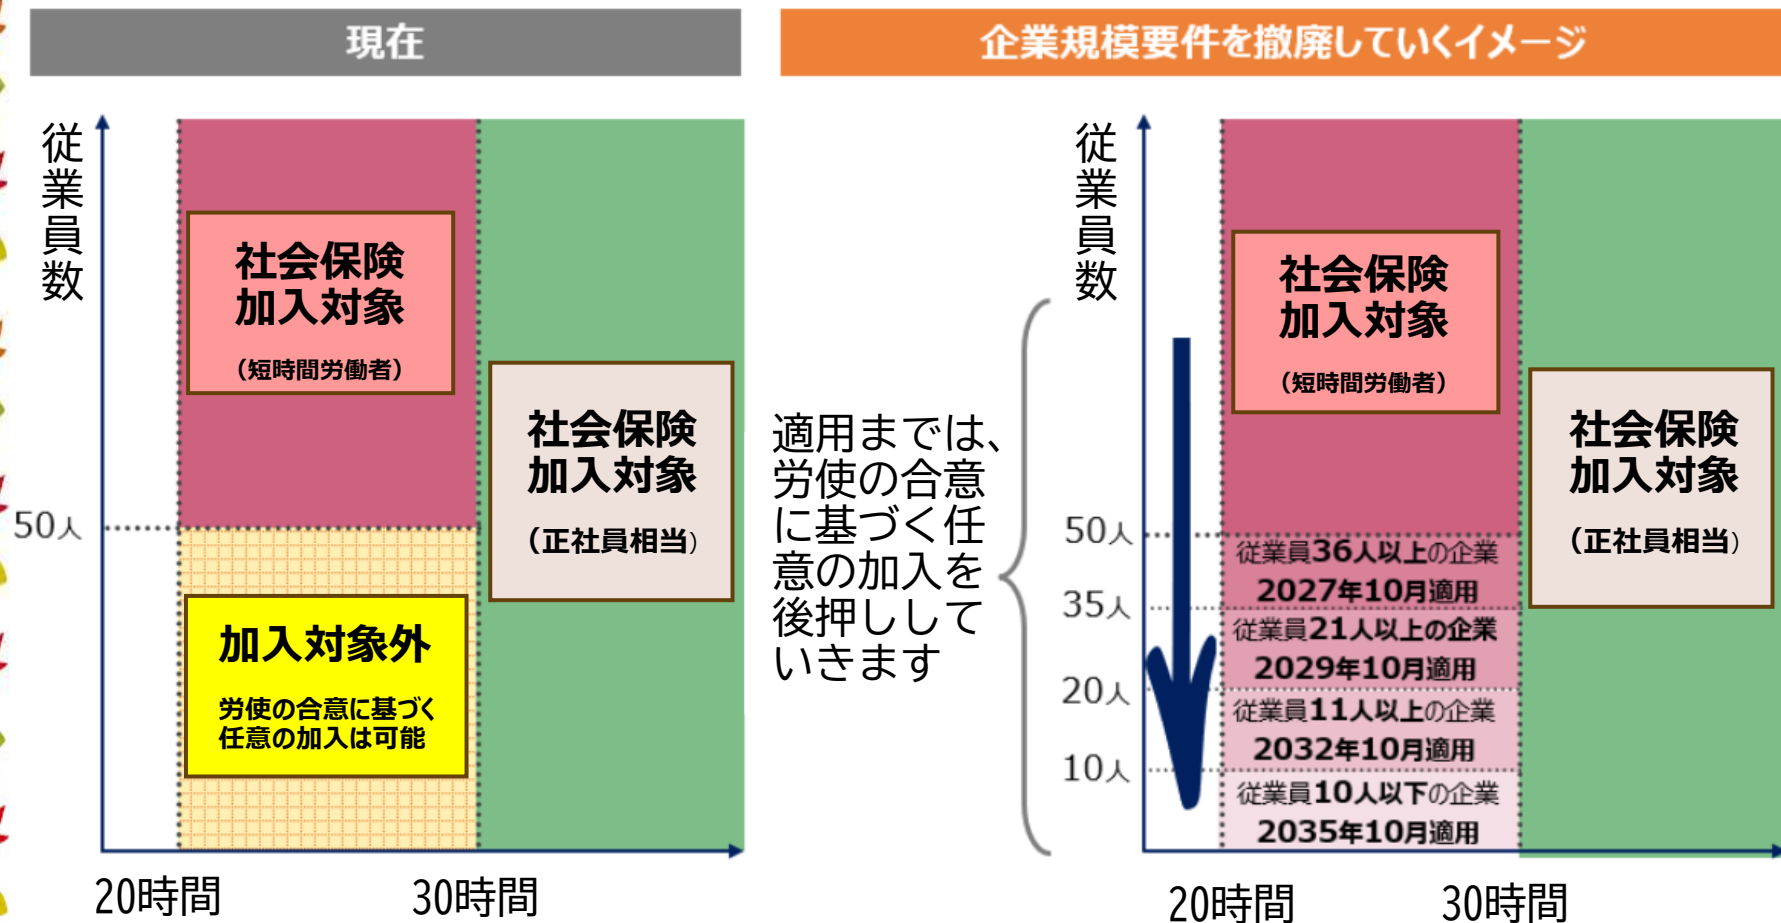 現在
従業員数
社会保険
加入対象
（短時間労働者）
社会保険
加入対象
（正社員相当）
50人
加入対象外
労使の合意に基づく
任意の加入は可能
20時間
30時間
企業規模要件を撤廃していくイメージ
適用までは、
労使の合意
に基づく任
意の加入を
後押しして
いきます
従業員数
社会保険
加入対象
（短時間労働者）
社会保険
加入対象
（正社員相当）
50人
従業員36人以上の企業
2027年10月適用
35人
従業員21人以上の企業
2029年10月適用
20人
従業員11人以上の企業
2032年10月適用
10人
従業員10人以下の企業
2035年10月適用
20時間
30時間